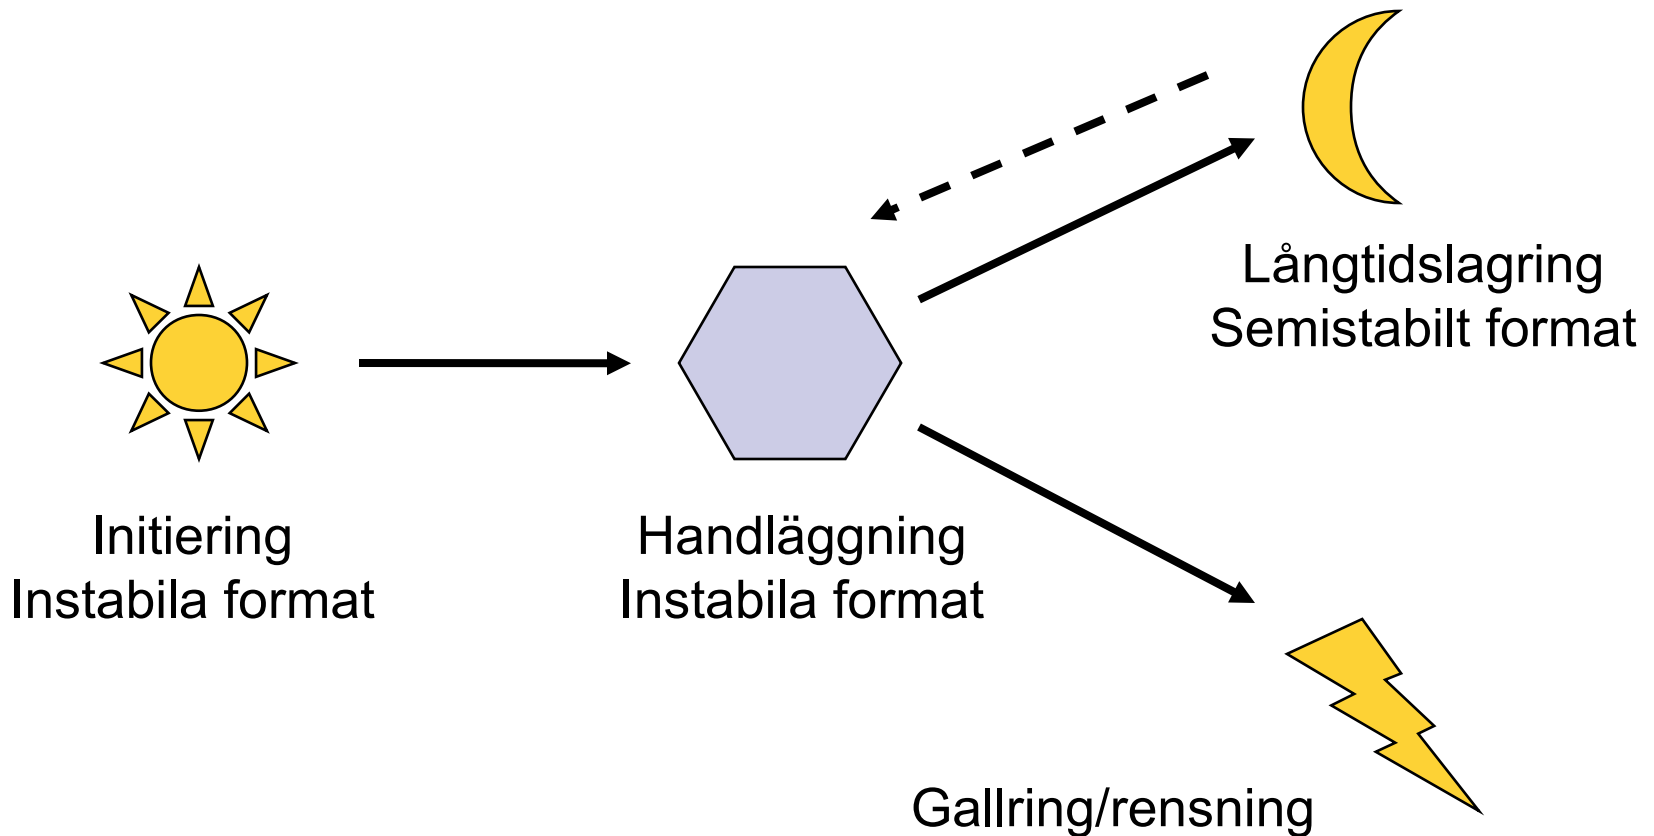 Initiering
Instabila format
Handläggning
Instabila format
Långtidslagring
Semistabilt format
Gallring/rensning